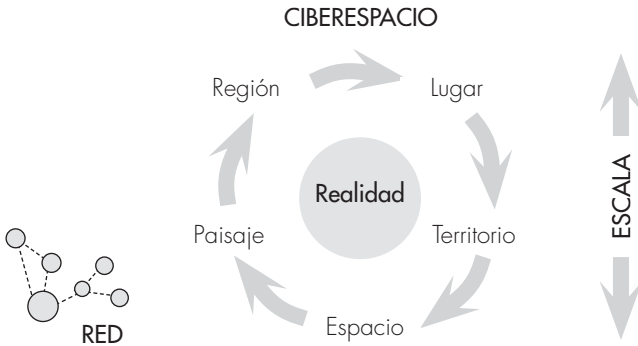 CIBERESPACIO
Región
Lugar
Realidad
ESCALA
Paisaje
Territorio
Espacio
RED